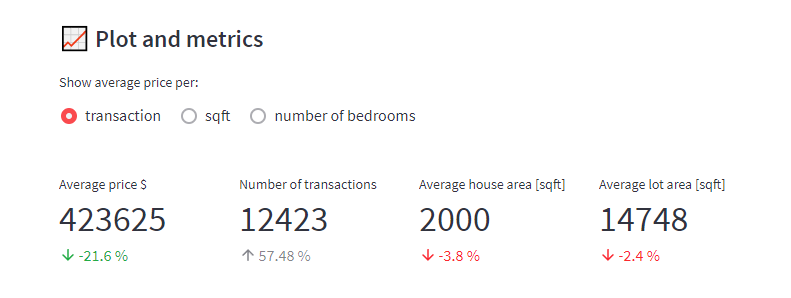 Plot and metrics
Show average price per:
transaction sqft number of bedrooms
Average price $ Number of transactions Average house area [sqft] Average lot area [sqft]
423625 12423 2000 14748
↓ -21.6 % ↑ 57.48 % ↓ -3.8 % ↓ -2.4 %